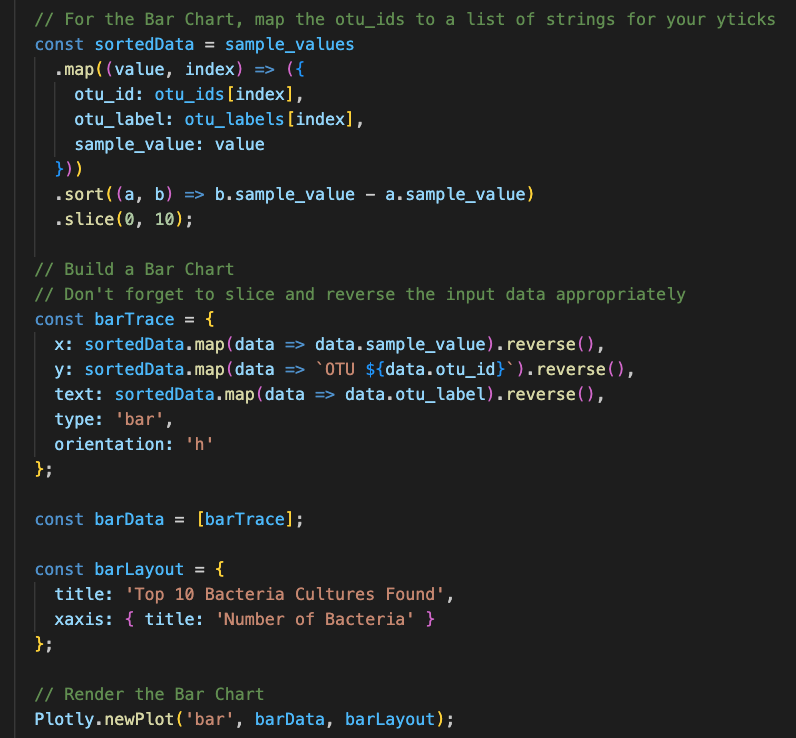 // For the Bar Chart, map the otu_ids to a list of strings for your yticks
const sortedData = sample_values
  .map((value, index) => ({
    otu_id: otu_ids[index],
    otu_label: otu_labels[index],
    sample_value: value
  }))
  .sort((a, b) => b.sample_value - a.sample_value)
  .slice(0, 10);

// Build a Bar Chart
// Don't forget to slice and reverse the input data appropriately
const barTrace = {
  x: sortedData.map(data => data.sample_value).reverse(),
  y: sortedData.map(data => `OTU ${data.otu_id}`).reverse(),
  text: sortedData.map(data => data.otu_label).reverse(),
  type: 'bar',
  orientation: 'h'
};

const barData = [barTrace];

const barLayout = {
  title: 'Top 10 Bacteria Cultures Found',
  xaxis: { title: 'Number of Bacteria' }
};

// Render the Bar Chart
Plotly.newPlot('bar', barData, barLayout);